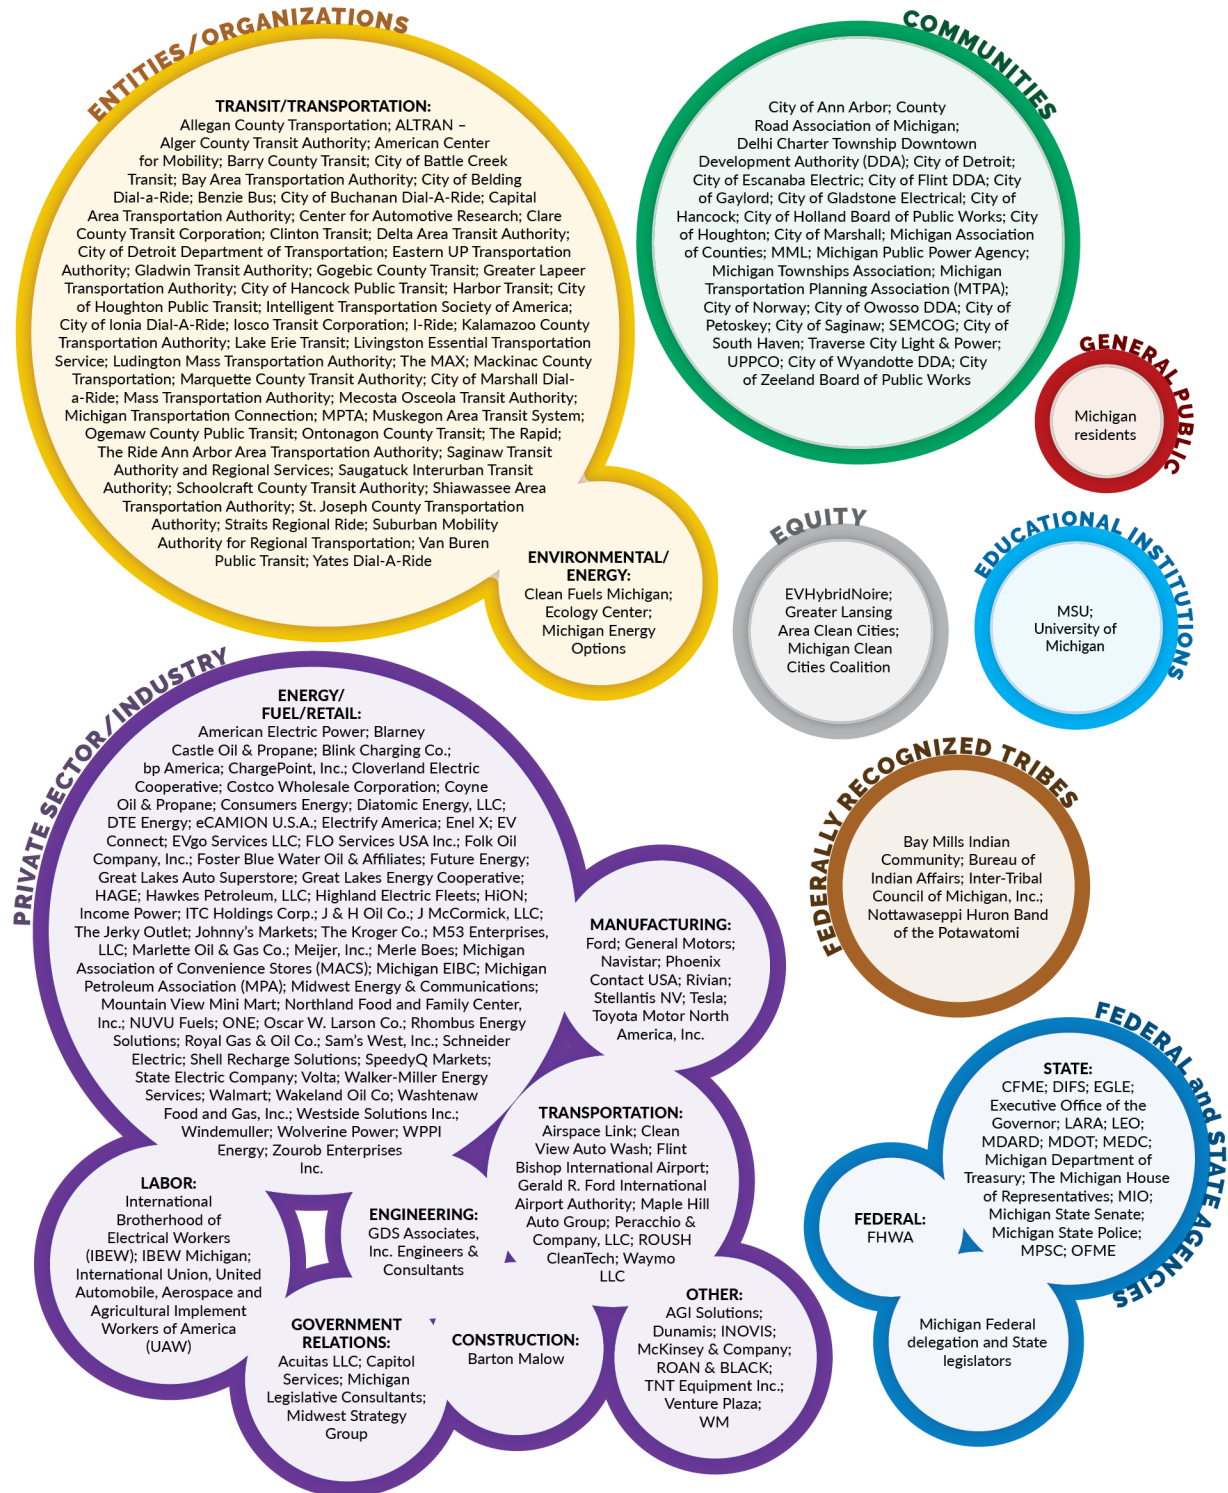 ENTITIES/ORGANIZATIONS
TRANSIT/TRANSPORTATION:
Allegan County Transportation; ALTRAN –
Alger County Transit Authority; American Center
for Mobility; Barry County Transit; City of Battle Creek
Transit; Bay Area Transportation Authority; City of Belding
Dial-a-Ride; Benzie Bus; City of Buchanan Dial-A-Ride; Capital
Area Transportation Authority; Center for Automotive Research; Clare
County Transit Corporation; Clinton Transit; Delta Area Transit Authority;
City of Detroit Department of Transportation; Eastern UP Transportation
Authority; Gladwin Transit Authority; Gogebic County Transit; Greater Lapeer
Transportation Authority; City of Hancock Public Transit; Harbor Transit; City
of Houghton Public Transit; Intelligent Transportation Society of America;
City of Ionia Dial-A-Ride; Iosco Transit Corporation; I-Ride; Kalamazoo County
Transportation Authority; Lake Erie Transit; Livingston Essential Transportation
Service; Ludington Mass Transportation Authority; The MAX; Mackinac County
Transportation; Marquette County Transit Authority; City of Marshall Dial-
a-Ride; Mass Transportation Authority; Mecosta Osceola Transit Authority;
Michigan Transportation Connection; MPTA; Muskegon Area Transit System;
Ogemaw County Public Transit; Ontonagon County Transit; The Rapid;
The Ride Ann Arbor Area Transportation Authority; Saginaw Transit
Authority and Regional Services; Saugatuck Interurban Transit
Authority; Schoolcraft County Transit Authority; Shiawassee Area
Transportation Authority; St. Joseph County Transportation
Authority; Straits Regional Ride; Suburban Mobility
Authority for Regional Transportation; Van Buren
Public Transit; Yates Dial-A-Ride
ENVIRONMENTAL/
ENERGY:
Clean Fuels Michigan;
Ecology Center;
Michigan Energy
Options
COMMUNITIES
City of Ann Arbor; County
Road Association of Michigan;
Delhi Charter Township Downtown
Development Authority (DDA); City of Detroit;
City of Escanaba Electric; City of Flint DDA; City
of Gaylord; City of Gladstone Electrical; City of
Hancock; City of Holland Board of Public Works; City
of Houghton; City of Marshall; Michigan Association
of Counties; MML; Michigan Public Power Agency;
Michigan Townships Association; Michigan
Transportation Planning Association (MTPA);
City of Norway; City of Owosso DDA; City of
Petoskey; City of Saginaw; SEMCOG; City of
South Haven; Traverse City Light & Power;
UPPCO; City of Wyandotte DDA; City
of Zeeland Board of Public Works
GENERAL PUBLIC
Michigan
residents
EQUITY
EVHybridNoire;
Greater Lansing
Area Clean Cities;
Michigan Clean
Cities Coalition
EDUCATIONAL INSTITUTIONS
MSU;
University of
Michigan
PRIVATE SECTOR/INDUSTRY
ENERGY/
FUEL/RETAIL:
American Electric Power; Blarney
Castle Oil & Propane; Blink Charging Co.;
bp America; ChargePoint, Inc.; Cloverland Electric
Cooperative; Costco Wholesale Corporation; Coyne
Oil & Propane; Consumers Energy; Diatomic Energy, LLC;
DTE Energy; eCAMION U.S.A.; Electrify America; Enel X; EV
Connect; EVgo Services LLC; FLO Services USA Inc.; Folk Oil
Company, Inc.; Foster Blue Water Oil & Affiliates; Future Energy;
Great Lakes Auto Superstore; Great Lakes Energy Cooperative;
HAGE; Hawkes Petroleum, LLC; Highland Electric Fleets; HiON;
Income Power; ITC Holdings Corp.; J & H Oil Co.; J McCormick, LLC;
The Jerky Outlet; Johnny's Markets; The Kroger Co.; M53 Enterprises,
LLC; Marlette Oil & Gas Co.; Meijer, Inc.; Merle Boes; Michigan
Association of Convenience Stores (MACS); Michigan EIBC; Michigan
Petroleum Association (MPA); Midwest Energy & Communications;
Mountain View Mini Mart; Northland Food and Family Center,
Inc.; NUVU Fuels; ONE; Oscar W. Larson Co.; Rhombus Energy
Solutions; Royal Gas & Oil Co.; Sam's West, Inc.; Schneider
Electric; Shell Recharge Solutions; SpeedyQ Markets;
State Electric Company; Volta; Walker-Miller Energy
Services; Walmart; Wakeland Oil Co; Washtenaw
Food and Gas, Inc.; Westside Solutions Inc.;
Windemuller; Wolverine Power; WPPI
Energy; Zourob Enterprises
Inc.
MANUFACTURING:
Ford; General Motors;
Navistar; Phoenix
Contact USA; Rivian;
Stellantis NV; Tesla;
Toyota Motor North
America, Inc.
TRANSPORTATION:
Airspace Link; Clean
View Auto Wash; Flint
Bishop International Airport;
Gerald R. Ford International
Airport Authority; Maple Hill
Auto Group; Peracchio &
Company, LLC; ROUSH
CleanTech; Waymo
LLC
LABOR:
International
Brotherhood of
Electrical Workers
(IBEW); IBEW Michigan;
International Union, United
Automobile, Aerospace and
Agricultural Implement
Workers of America
(UAW)
ENGINEERING:
GDS Associates,
Inc. Engineers &
Consultants
GOVERNMENT
RELATIONS:
Acuitas LLC; Capitol
Services; Michigan
Legislative Consultants;
Midwest Strategy
Group
CONSTRUCTION:
Barton Malow
OTHER:
AGI Solutions;
Dunamis; INOVIS;
McKinsey & Company;
ROAN & BLACK;
TNT Equipment Inc.;
Venture Plaza;
WM
FEDERALLY RECOGNIZED TRIBES
Bay Mills Indian
Community; Bureau of
Indian Affairs; Inter-Tribal
Council of Michigan, Inc.;
Nottawaseppi Huron Band
of the Potawatomi
FEDERAL and STATE AGENCIES
STATE:
CFME; DIFS; EGLE;
Executive Office of the
Governor; LARA; LEO;
MDARD; MDOT; MEDC;
Michigan Department of
Treasury; The Michigan House
of Representatives; MIO;
Michigan State Senate;
Michigan State Police;
MPSC; OFME
FEDERAL:
FHWA
Michigan Federal
delegation and State
legislators